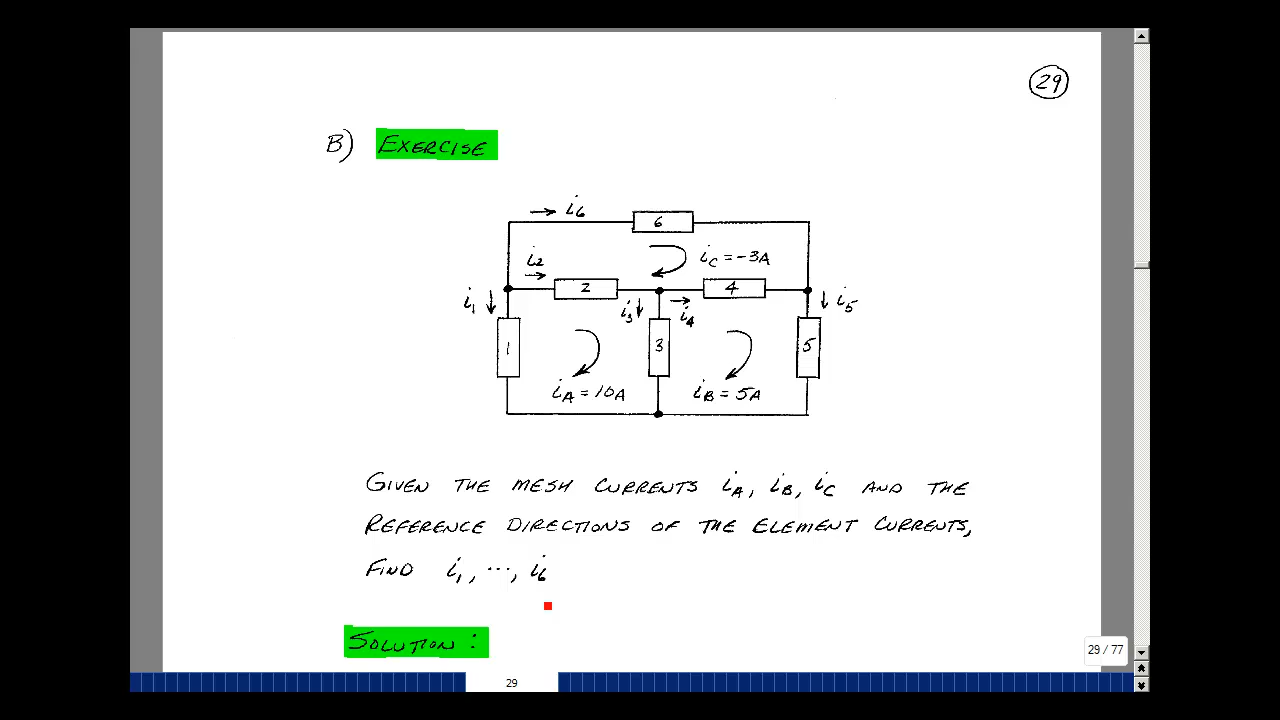 29
B) EXERCISE
i6
6
i2
iC = -3A
2
4
i1
i3
i4
i5
1
3
5
iA = 10A
iB = 5A
GIVEN THE MESH CURRENTS iA, iB, iC AND THE
REFERENCE DIRECTIONS OF THE ELEMENT CURRENTS,
FIND i1, ..., i6
SOLUTION:
29 / 77
29